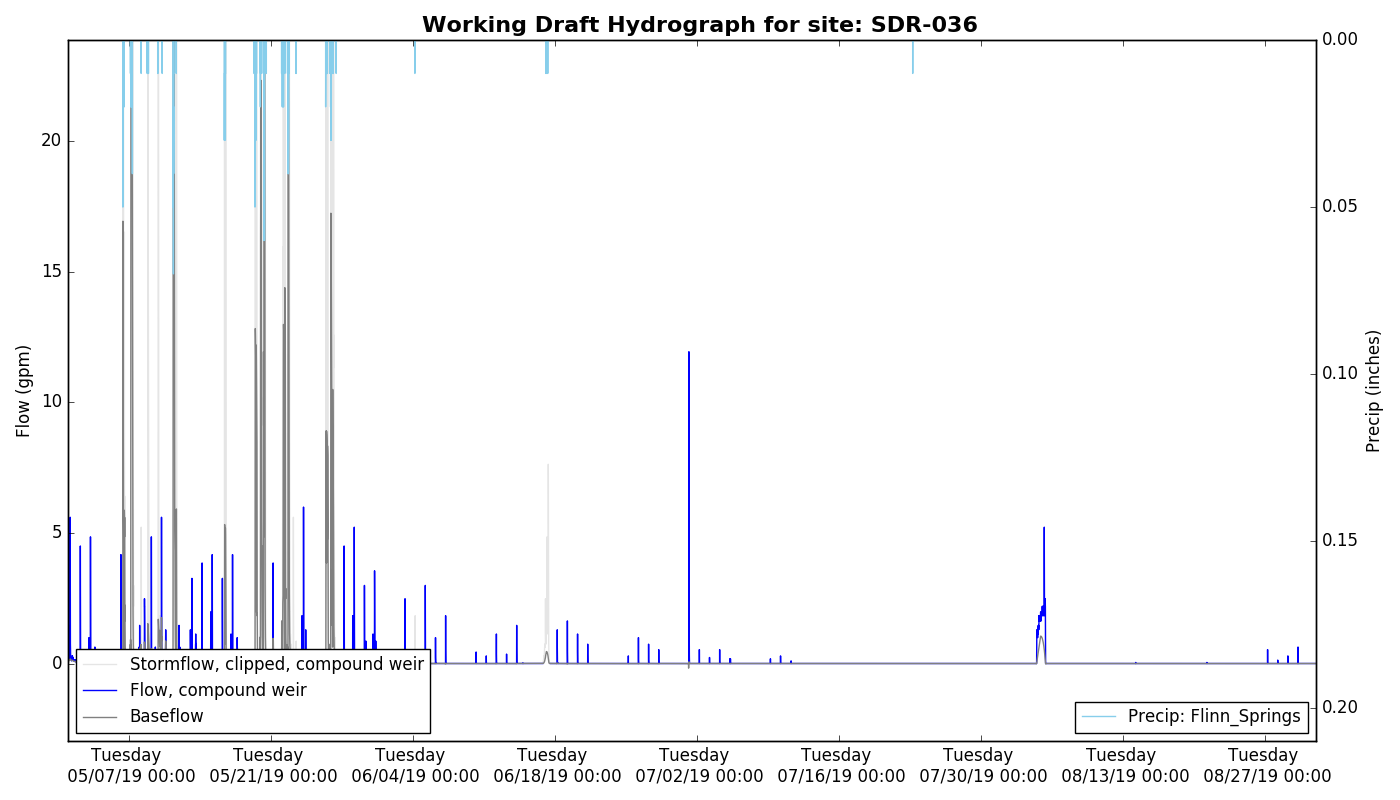 Working Draft Hydrograph for site: SDR-036
0.00
20
0.05
15
Flow (gpm)
Precip (inches)
10
0.10
5
0.15
0
0.20
Stormflow, clipped, compound weir
Flow, compound weir
Baseflow
Precip: Flinn_Springs
Tuesday Tuesday Tuesday Tuesday Tuesday Tuesday Tuesday Tuesday Tuesday
05/07/19 00:00 05/21/19 00:00 06/04/19 00:00 06/18/19 00:00 07/02/19 00:00 07/16/19 00:00 07/30/19 00:00 08/13/19 00:00 08/27/19 00:00